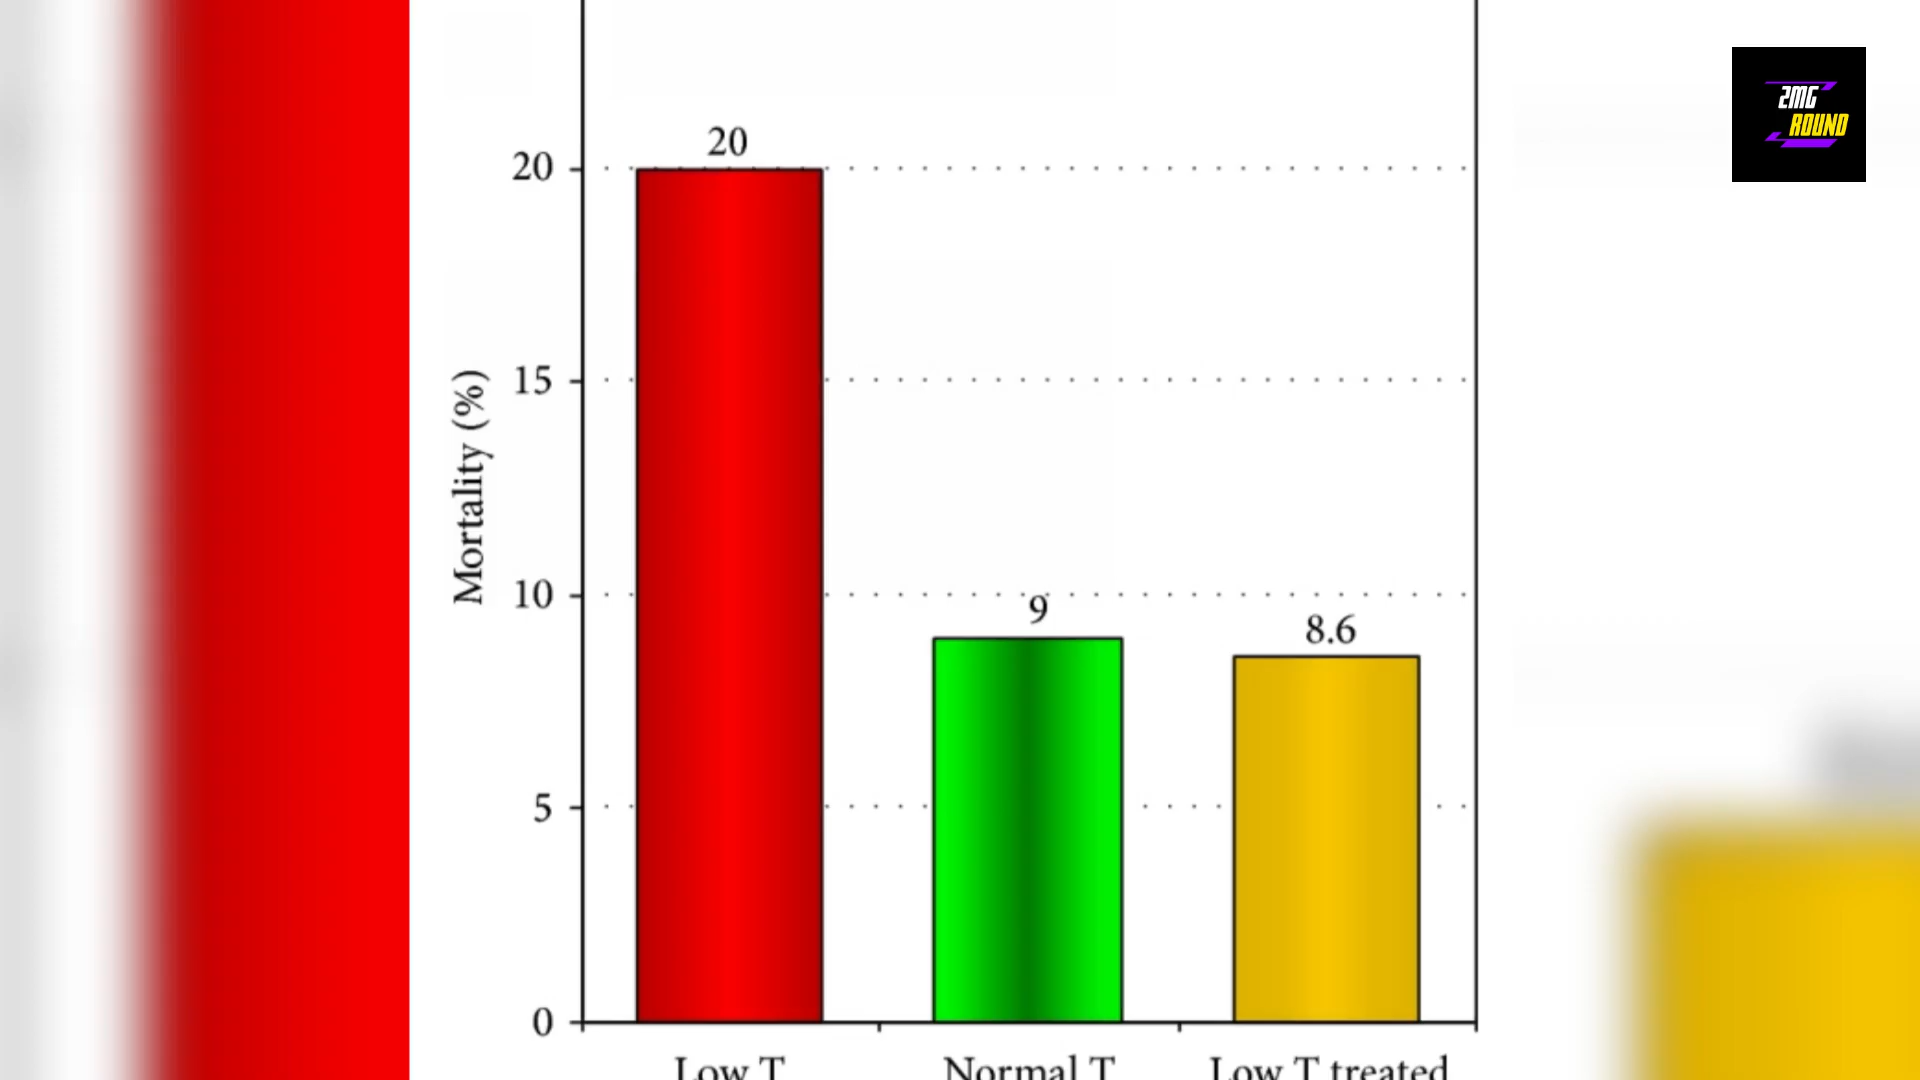 2MG
ROUND
20
20
15
Mortality (%)
10
9
8.6
5
0
Low T
Normal T
Low T treated